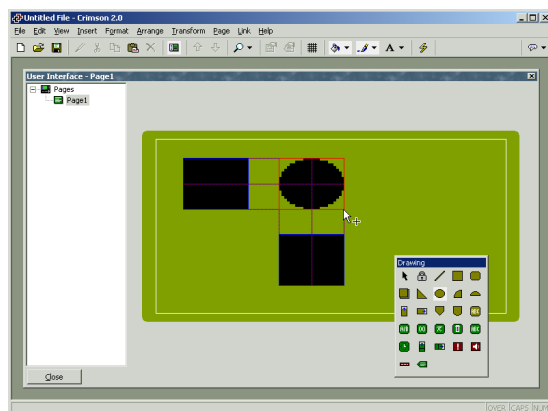 Untitled File - Crimson 2.0
File Edit View Insert Format Arrange Transform Page Link Help
User Interface - Page1
Pages
Page1
Drawing
Close
OVER CAPS NUM